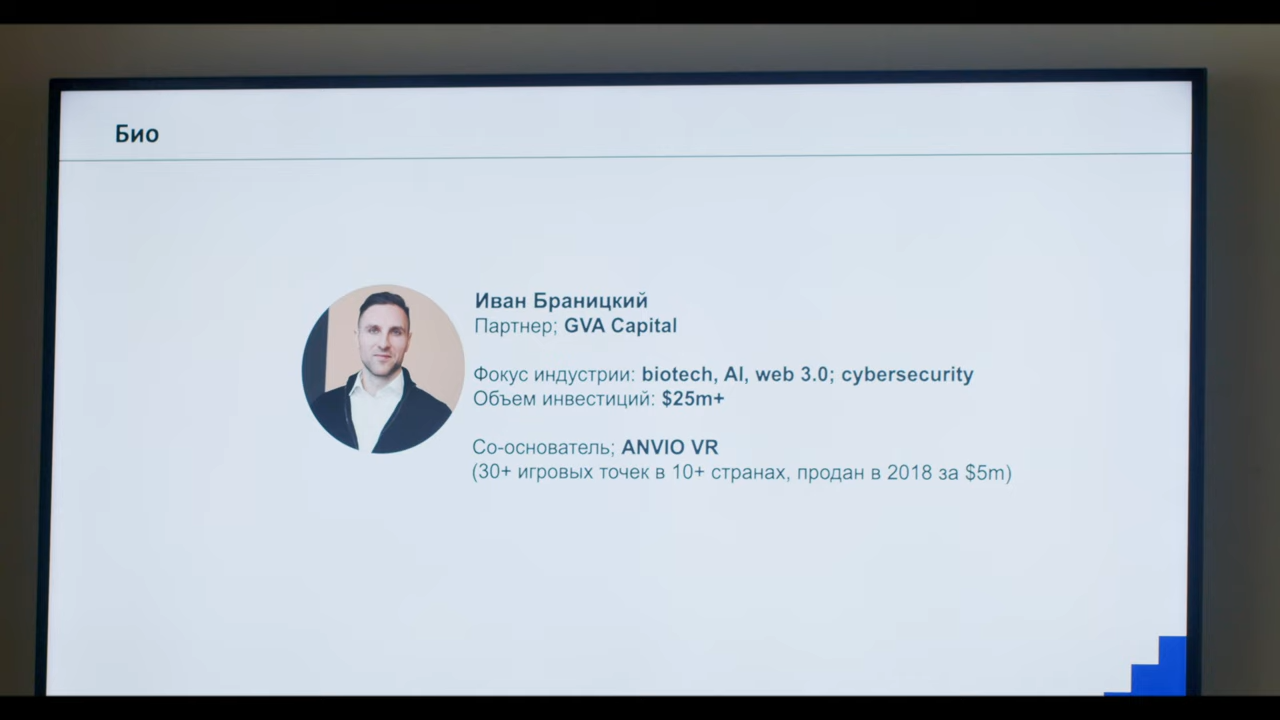 Био
Иван Браницкий
Партнер; GVA Capital
Фокус индустрии: biotech, AI, web 3.0; cybersecurity
Объем инвестиций: $25m+
Со-основатель; ANVIO VR
(30+ игровых точек в 10+ странах, продан в 2018 за $5m)